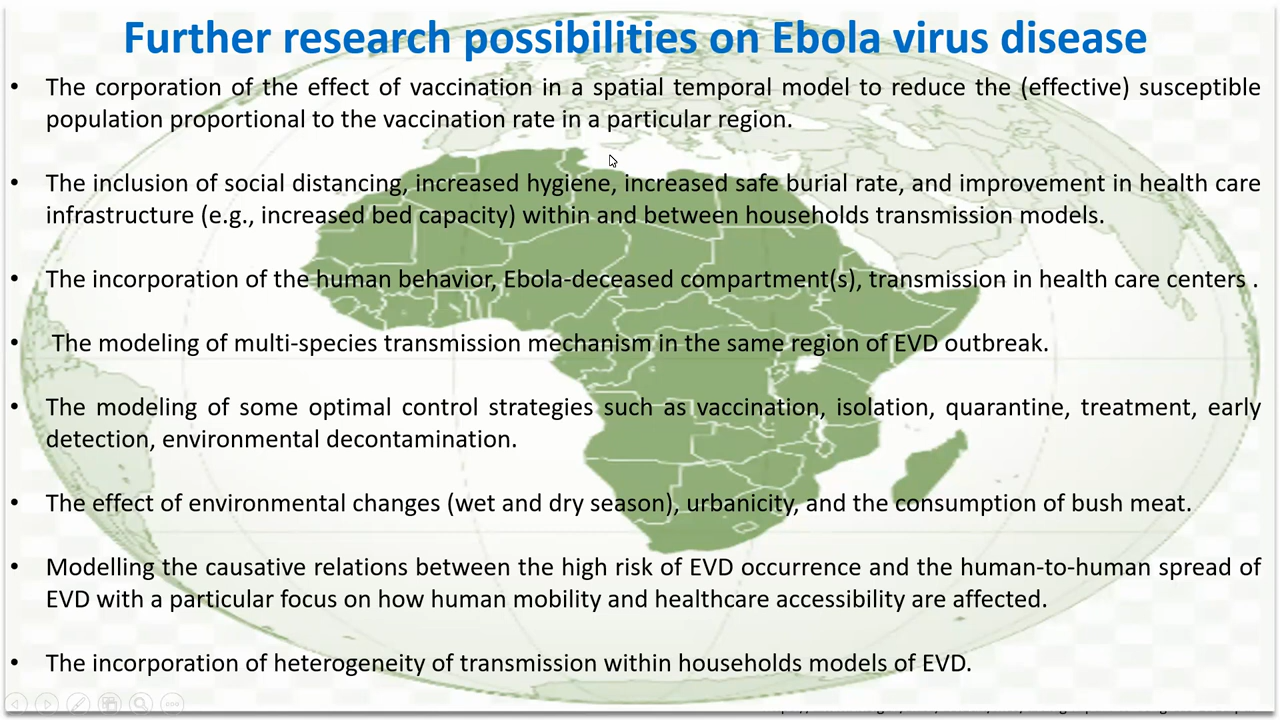 Further research possibilities on Ebola virus disease
• The corporation of the effect of vaccination in a spatial temporal model to reduce the (effective) susceptible
population proportional to the vaccination rate in a particular region.
• The inclusion of social distancing, increased hygiene, increased safe burial rate, and improvement in health care
infrastructure (e.g., increased bed capacity) within and between households transmission models.
• The incorporation of the human behavior, Ebola-deceased compartment(s), transmission in health care centers .
• The modeling of multi-species transmission mechanism in the same region of EVD outbreak.
• The modeling of some optimal control strategies such as vaccination, isolation, quarantine, treatment, early
detection, environmental decontamination.
• The effect of environmental changes (wet and dry season), urbanicity, and the consumption of bush meat.
• Modelling the causative relations between the high risk of EVD occurrence and the human-to-human spread of
EVD with a particular focus on how human mobility and healthcare accessibility are affected.
• The incorporation of heterogeneity of transmission within households models of EVD.